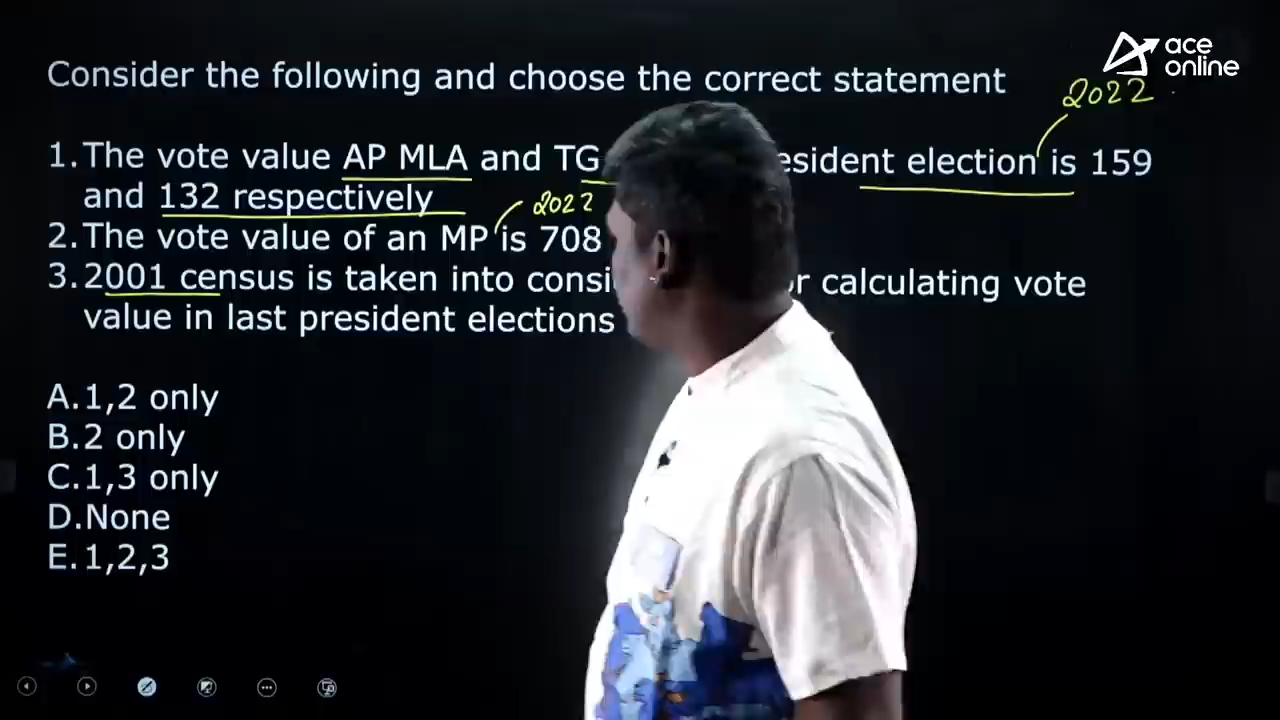 ace
online
Consider the following and choose the correct statement
2022
1. The vote value AP MLA and TG esident election is 159
and 132 respectively
2022
2. The vote value of an MP is 708
3. 2001 census is taken into consi r calculating vote
value in last president elections
A. 1,2 only
B. 2 only
C. 1,3 only
D. None
E. 1,2,3